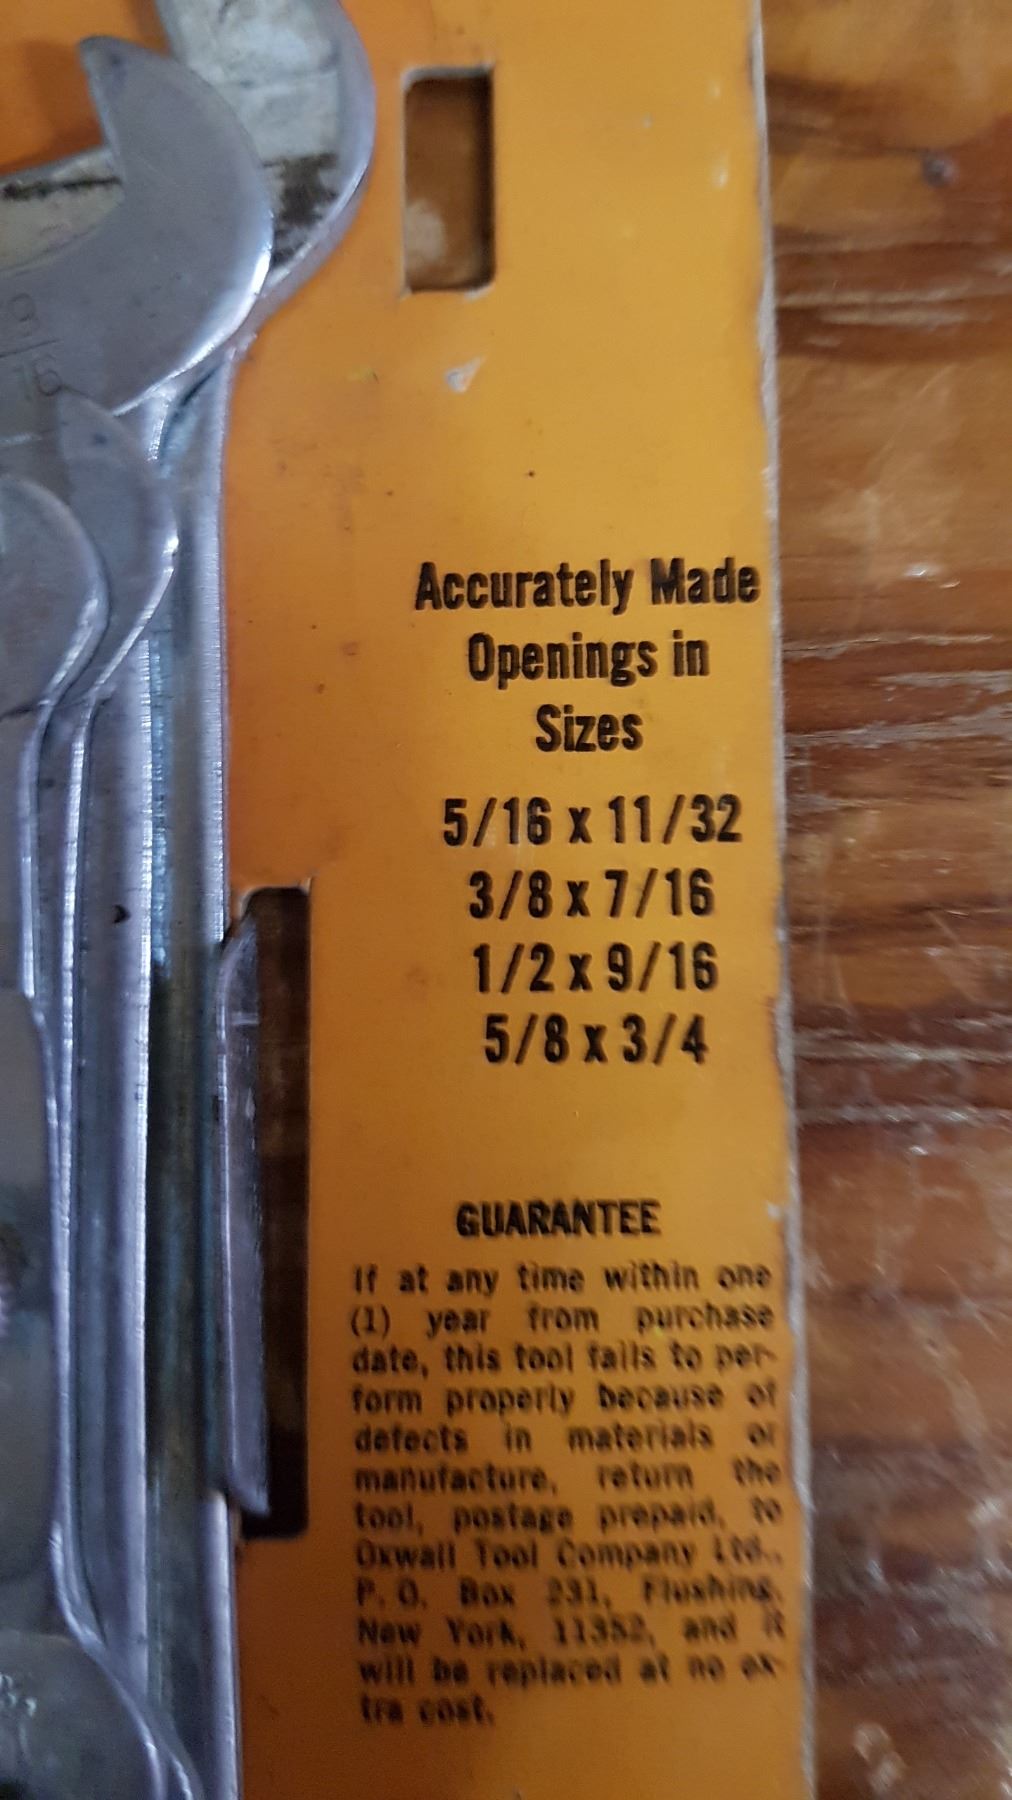 9
16
Accurately Made
Openings in
Sizes
5/16 x 11/32
3/8 x 7/16
1/2 x 9/16
5/8 x 3/4
GUARANTEE
If at any time within one
(1) year from purchase
date, this tool fails to per-
form properly because of
defects in materials or
manufacture, return the
tool, postage prepaid, to
Oxwall Tool Company Ltd.,
P. O. Box 231, Flushing,
New York, 11352, and it
will be replaced at no ex-
tra cost.